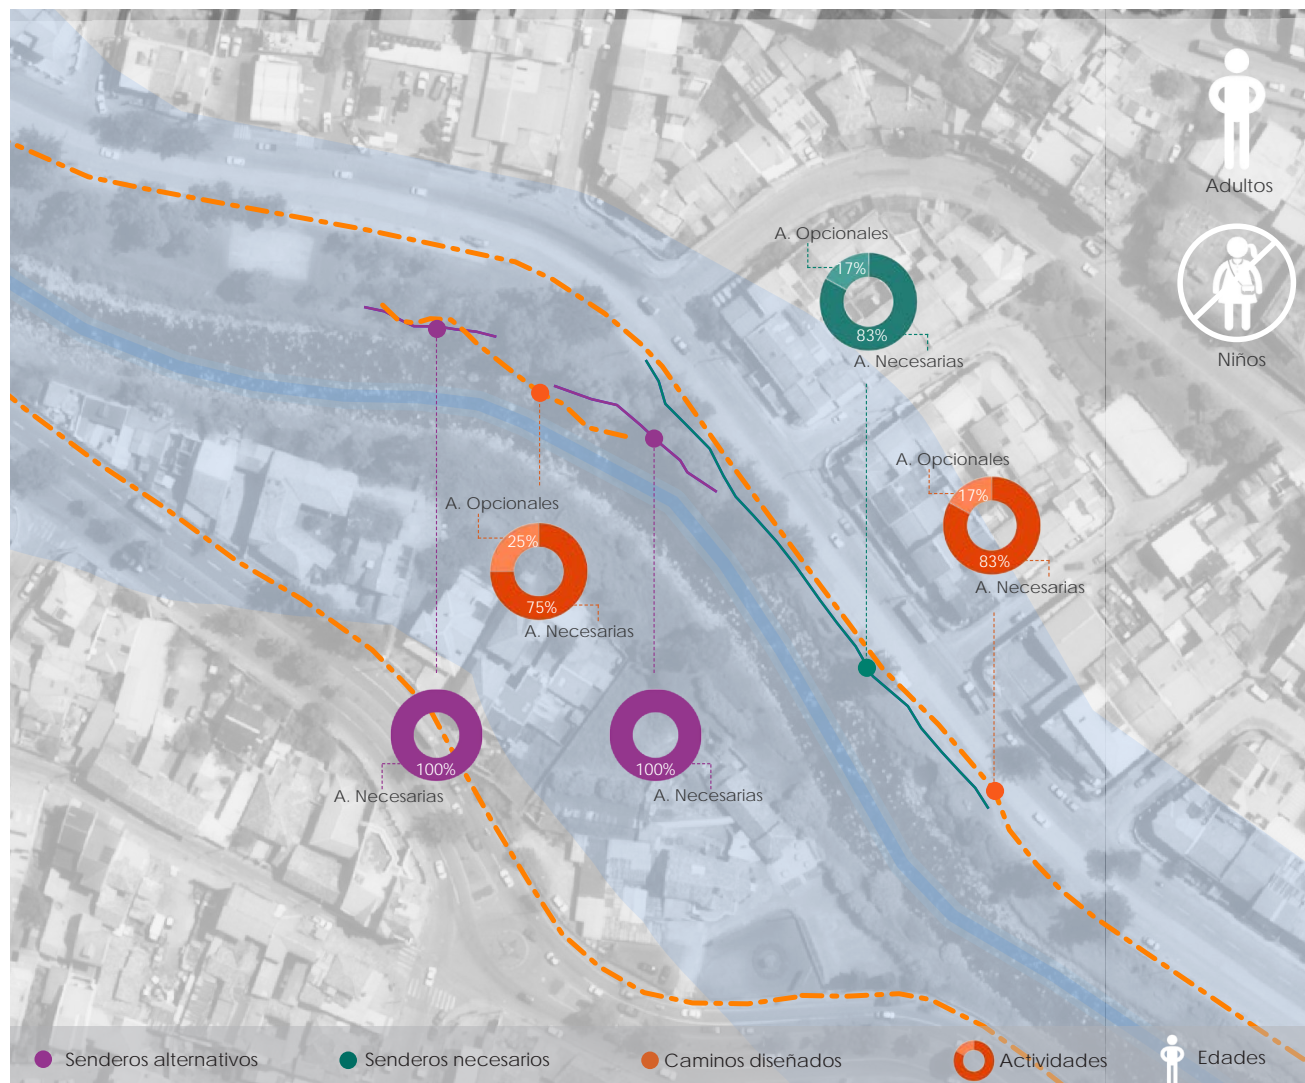 Adultos
A. Opcionales
17%
83%
A. Necesarias
Niños
A. Opcionales
17%
83%
A. Necesarias
A. Opcionales
25%
75%
A. Necesarias
100%
A. Necesarias
100%
A. Necesarias
Senderos alternativos
Senderos necesarios
Caminos diseñados
Actividades
Edades